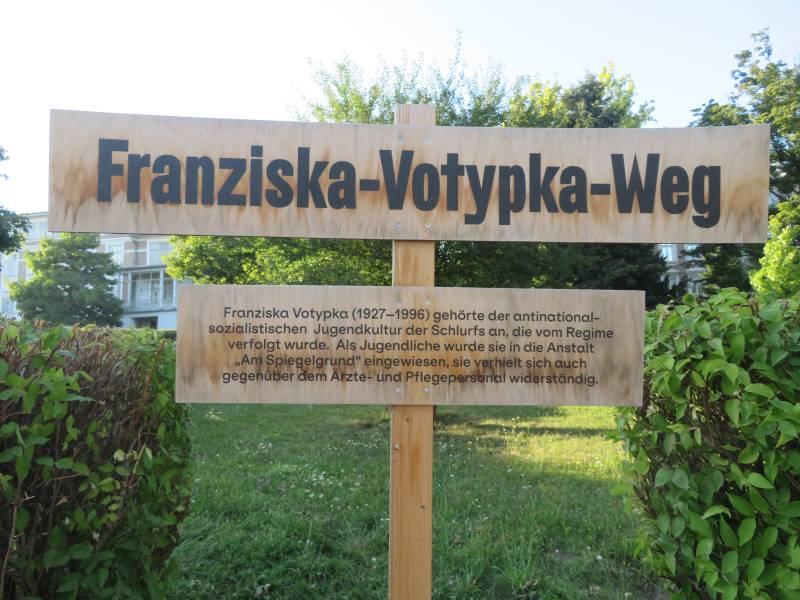 Franziska-Votypka-Weg
Franziska Votypka (1927–1996) gehörte der antinational-
sozialistischen Jugendkultur der Schlurfs an, die vom Regime
verfolgt wurde. Als Jugendliche wurde sie in die Anstalt
„Am Spiegelgrund“ eingewiesen, sie verhielt sich auch
gegenüber dem Ärzte- und Pflegepersonal widerständig.